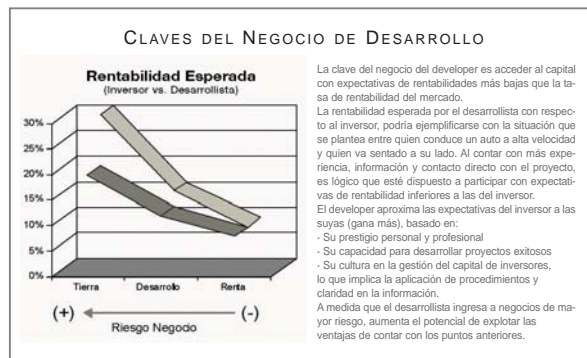 CLAVES DEL NEGOCIO DE DESARROLLO
Rentabilidad Esperada
(Inversor vs. Desarrollista)
30%
25%
20%
15%
10%
5%
0%
Tierra Desarrollo Renta
(+) (-)
Riesgo Negocio
La clave del negocio del developer es acceder al capital
con expectativas de rentabilidades más bajas que la ta-
sa de rentabilidad del mercado.
La rentabilidad esperada por el desarrollista con respec-
to al inversor, podría ejemplificarse con la situación que
se plantea entre quien conduce un auto a alta velocidad
y quien va sentado a su lado. Al contar con más expe-
riencia, información y contacto directo con el proyecto,
es lógico que esté dispuesto a participar con expectati-
vas de rentabilidad inferiores a las del inversor.
El developer aproxima las expectativas del inversor a las
suyas (gana más), basado en:
· Su prestigio personal y profesional
· Su capacidad para desarrollar proyectos exitosos
· Su cultura en la gestión del capital de inversores,
lo que implica la aplicación de procedimientos y
claridad en la información.
A medida que el desarrollista ingresa a negocios de ma-
yor riesgo, aumenta el potencial de explotar las
ventajas de contar con los puntos anteriores.